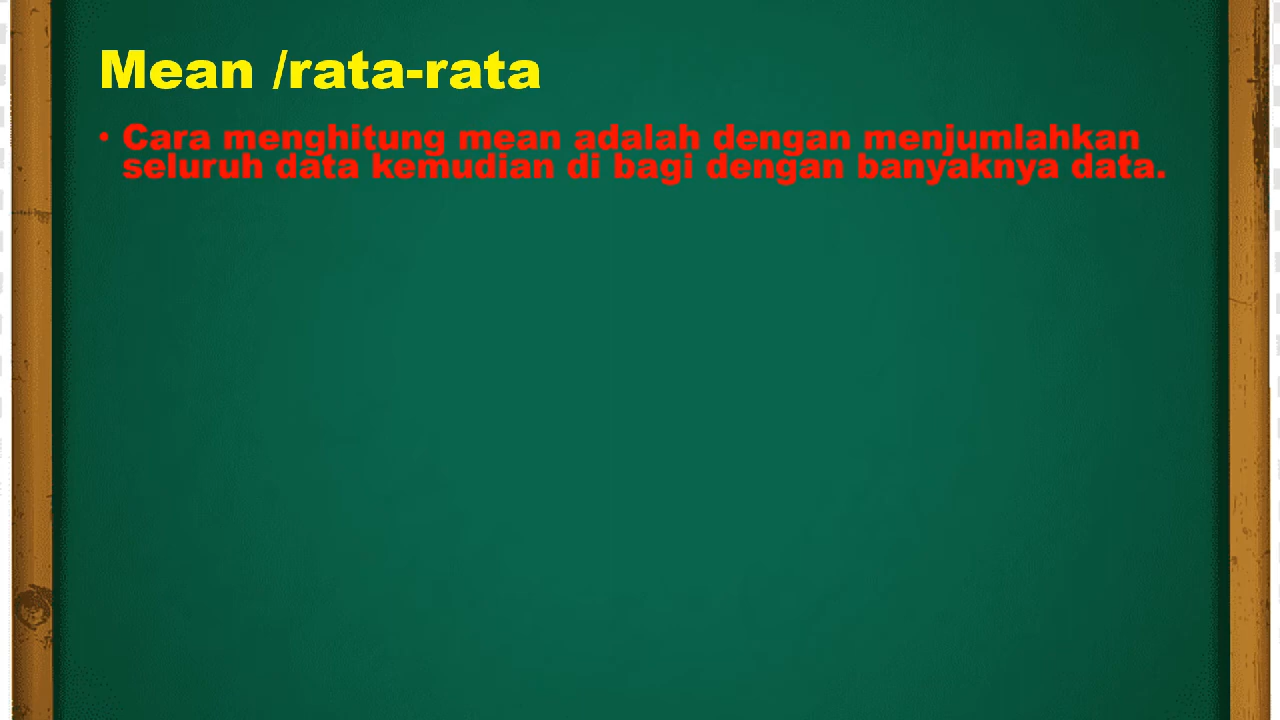 Mean /rata-rata
• Cara menghitung mean adalah dengan menjumlahkan
seluruh data kemudian di bagi dengan banyaknya data.